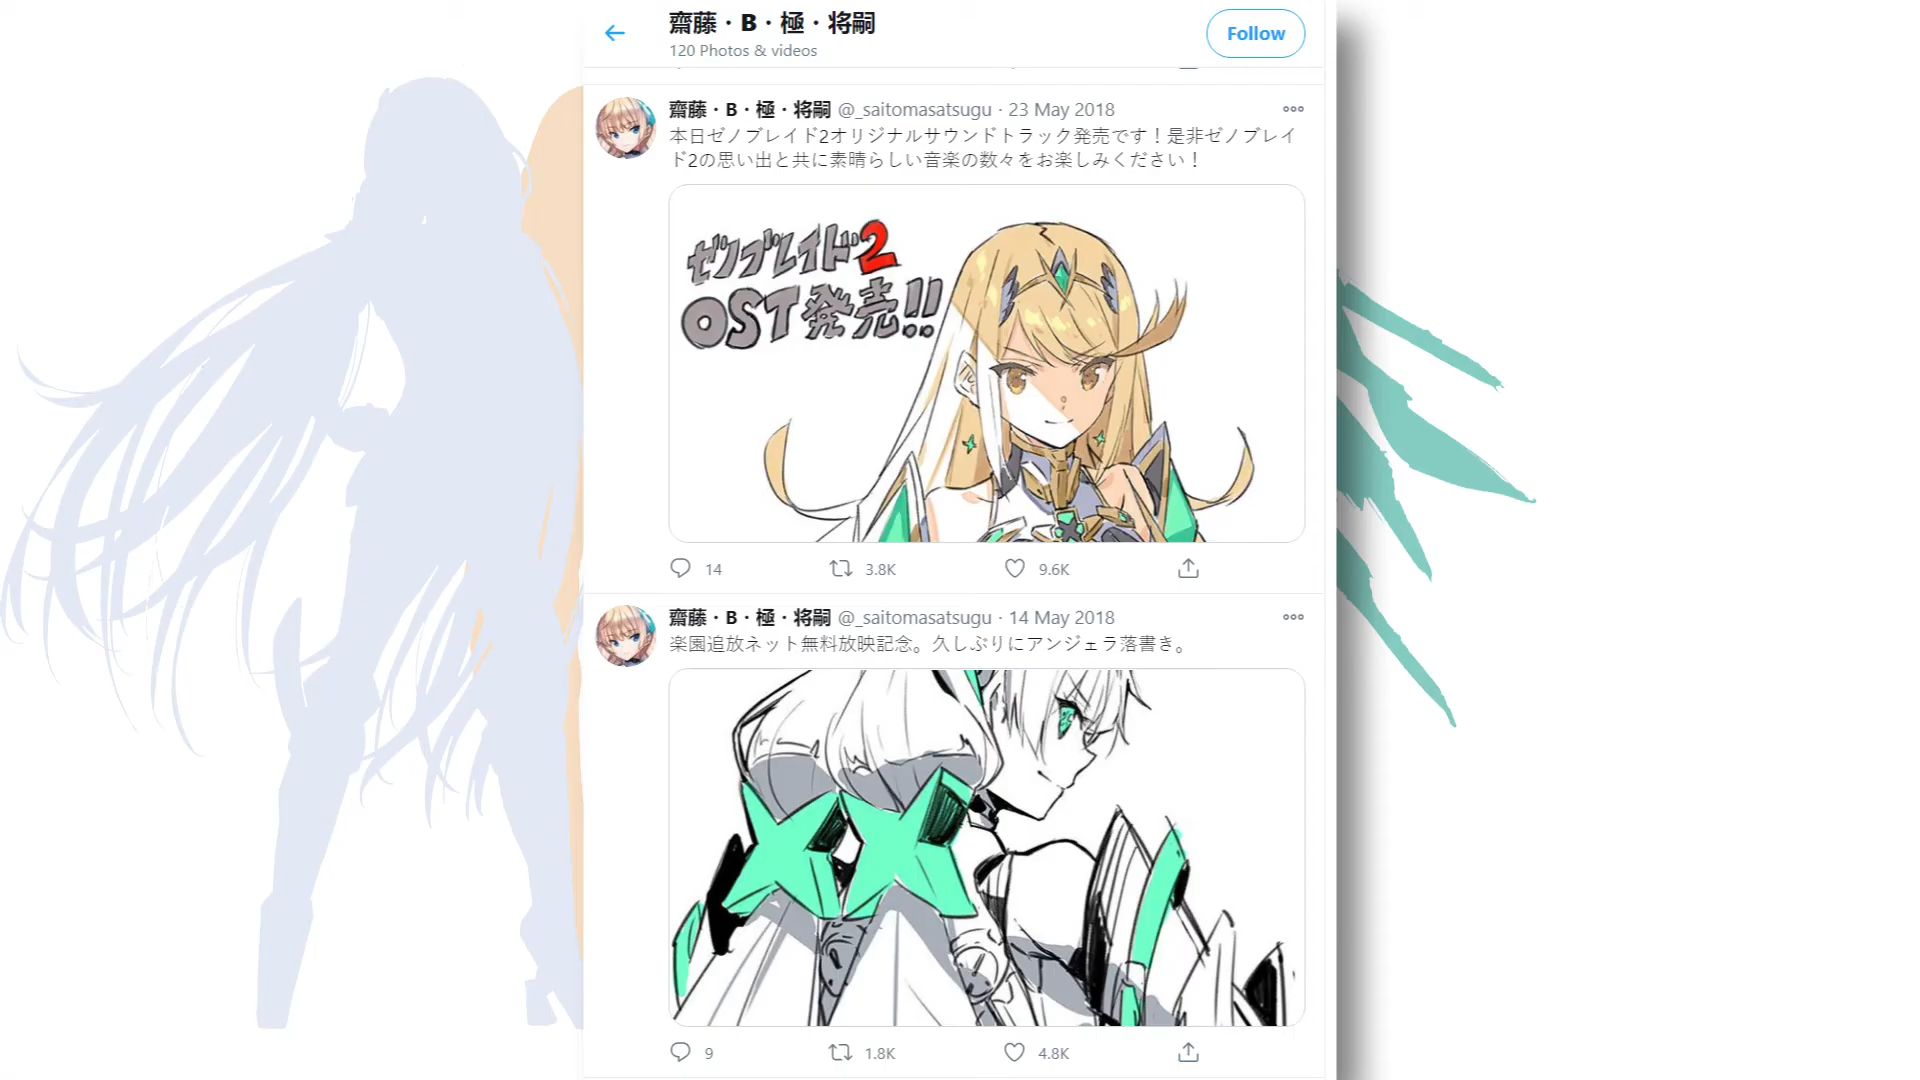 齋藤・B・極・将嗣
120 Photos & videos
Follow
齋藤・B・極・将嗣 @_saitomasatsugu · 23 May 2018
本日ゼノブレイド2オリジナルサウンドトラック発売です！是非ゼノブレイ
ド2の思い出と共に素晴らしい音楽の数々をお楽しみください！
ゼノブレイド2
OST発売!!
14
3.8K
9.6K
齋藤・B・極・将嗣 @_saitomasatsugu · 14 May 2018
楽園追放ネット無料放映記念。久しぶりにアンジェラ落書き。
9
1.8K
4.8K